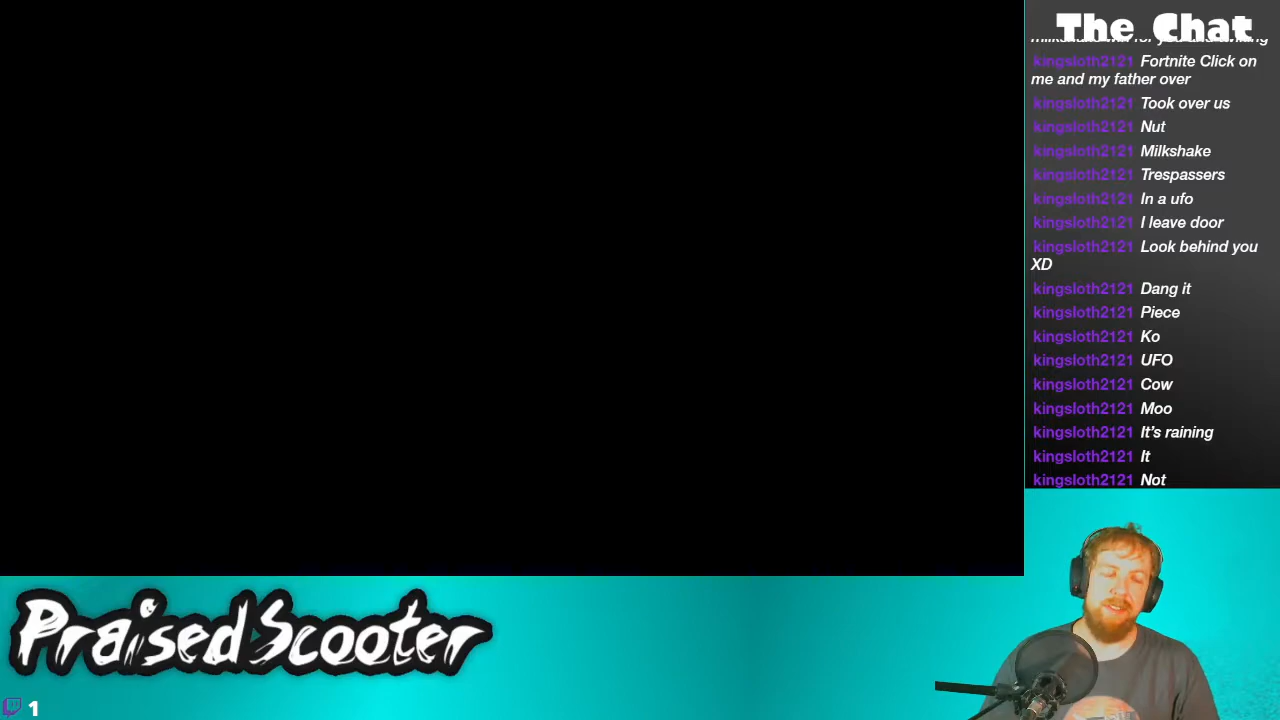 The Chat
kingsloth2121 Fortnite Click on
me and my father over
kingsloth2121 Took over us
kingsloth2121 Nut
kingsloth2121 Milkshake
kingsloth2121 Trespassers
kingsloth2121 In a ufo
kingsloth2121 I leave door
kingsloth2121 Look behind you
XD
kingsloth2121 Dang it
kingsloth2121 Piece
kingsloth2121 Ko
kingsloth2121 UFO
kingsloth2121 Cow
kingsloth2121 Moo
kingsloth2121 It’s raining
kingsloth2121 It
kingsloth2121 Not
PraisedScooter
1